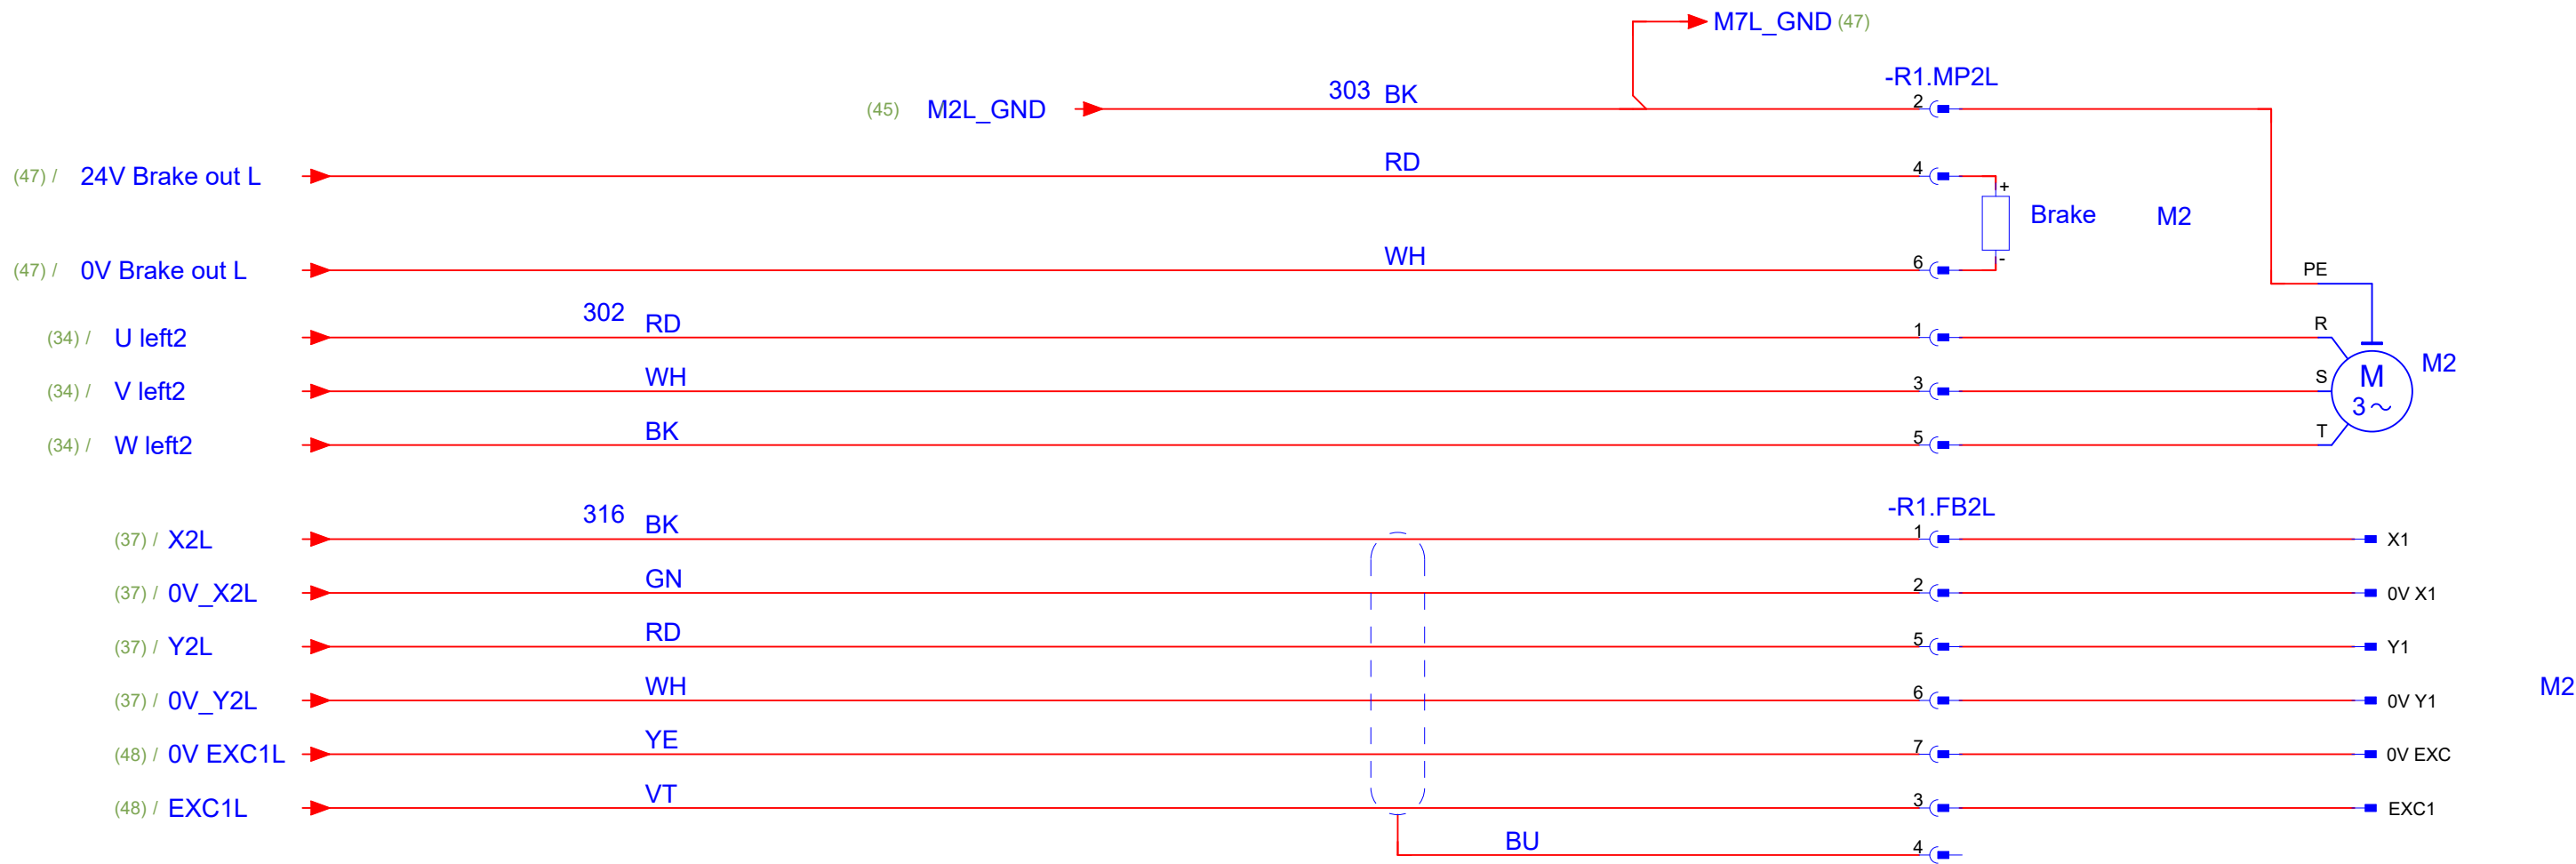 M7L_GND (47)
-R1.MP2L
(45) M2L_GND 303 BK 2
(47) / 24V Brake out L RD 4
+
Brake M2
(47) / 0V Brake out L WH 6 -
PE
(34) / U left2 302 RD 1 R
M2
(34) / V left2 WH 3 S M
3～
(34) / W left2 BK 5 T
-R1.FB2L
(37) / X2L 316 BK 1 X1
(37) / 0V_X2L GN 2 0V X1
(37) / Y2L RD 5 Y1
(37) / 0V_Y2L WH 6 0V Y1
M2
(48) / 0V EXC1L YE 7 0V EXC
(48) / EXC1L VT 3 EXC1
BU 4